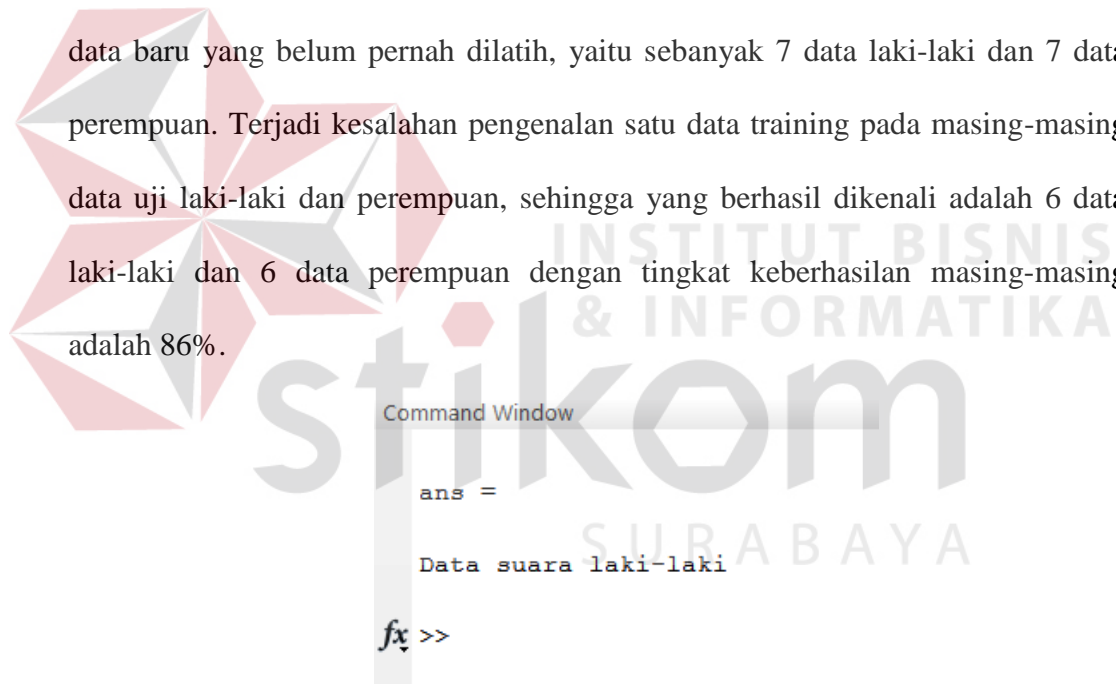 data baru yang belum pernah dilatih, yaitu sebanyak 7 data laki-laki dan 7 data
perempuan. Terjadi kesalahan pengenalan satu data training pada masing-masing
data uji laki-laki dan perempuan, sehingga yang berhasil dikenali adalah 6 data
INSTITUT BISNIS
laki-laki dan 6 data perempuan dengan tingkat keberhasilan masing-masing
& INFORMATIKA
adalah 86%.
stikom
Command Window
ans =
SURABAYA
Data suara laki-laki
fx >>